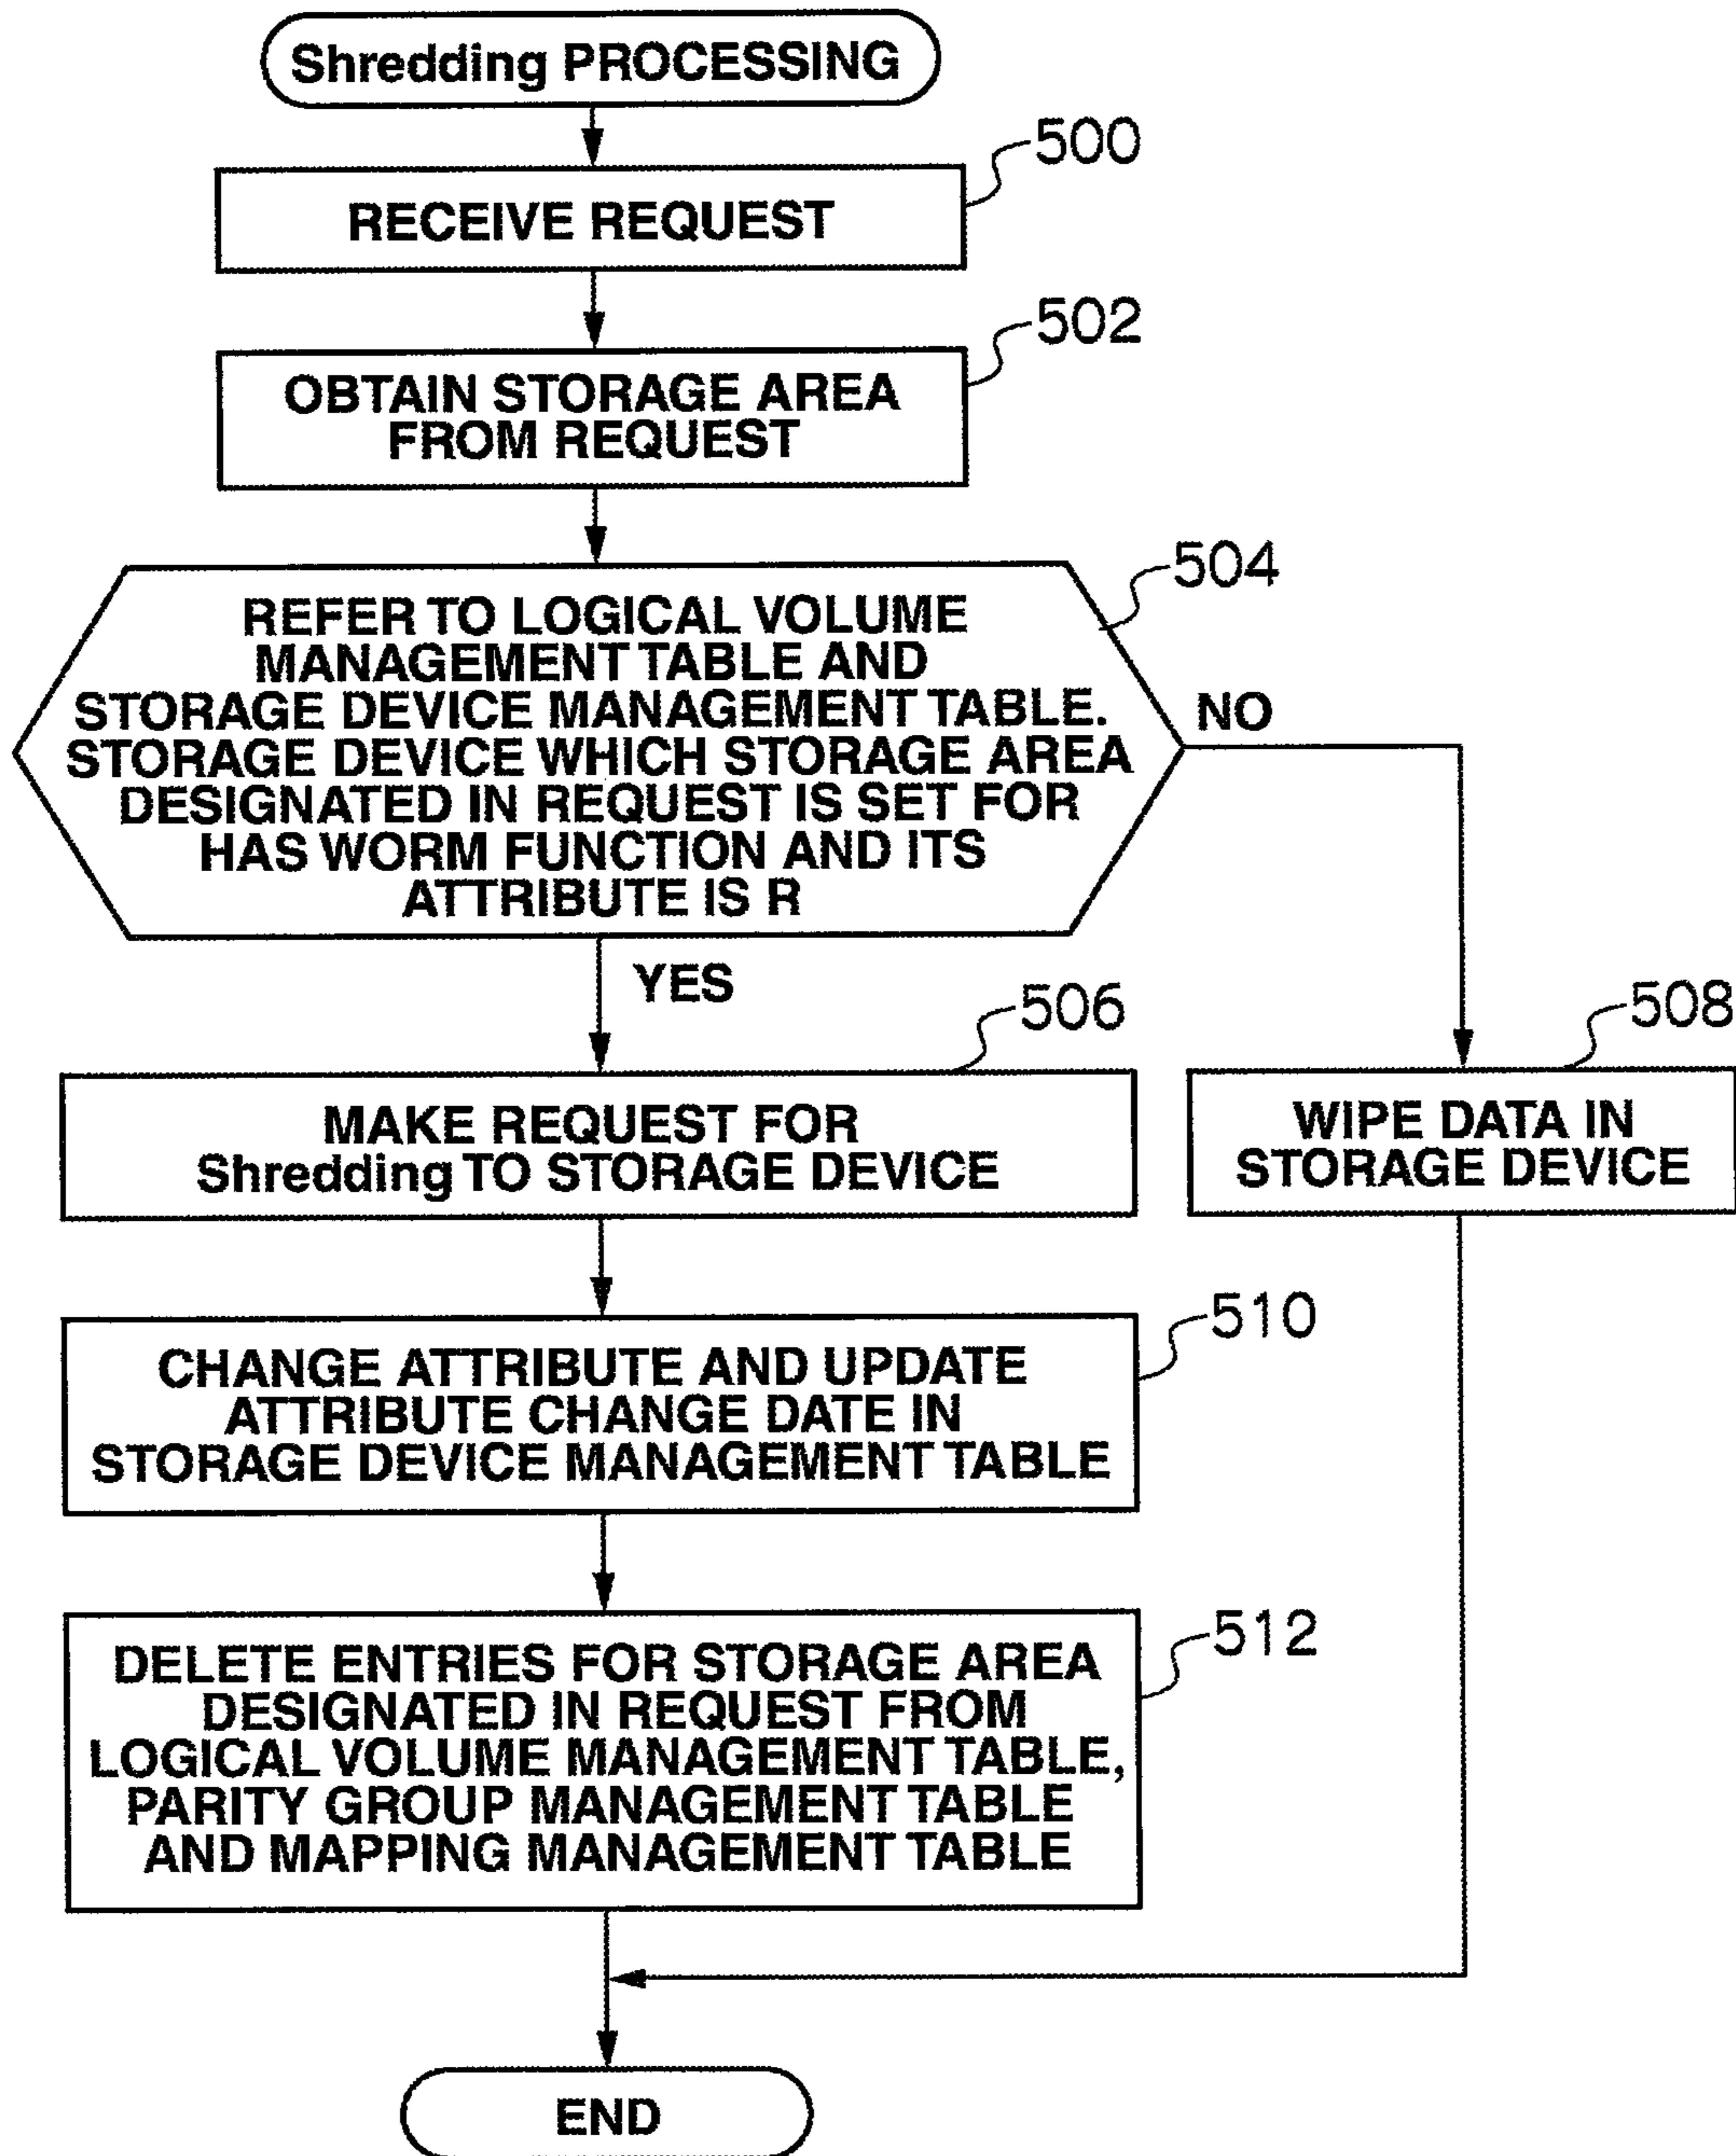 Shredding PROCESSING
500
RECEIVE REQUEST
502
OBTAIN STORAGE AREA
FROM REQUEST
504
REFER TO LOGICAL VOLUME
MANAGEMENT TABLE AND
STORAGE DEVICE MANAGEMENT TABLE.
STORAGE DEVICE WHICH STORAGE AREA
DESIGNATED IN REQUEST IS SET FOR
HAS WORM FUNCTION AND ITS
ATTRIBUTE IS R
NO
YES
506
MAKE REQUEST FOR
Shredding TO STORAGE DEVICE
508
WIPE DATA IN
STORAGE DEVICE
510
CHANGE ATTRIBUTE AND UPDATE
ATTRIBUTE CHANGE DATE IN
STORAGE DEVICE MANAGEMENT TABLE
512
DELETE ENTRIES FOR STORAGE AREA
DESIGNATED IN REQUEST FROM
LOGICAL VOLUME MANAGEMENT TABLE,
PARITY GROUP MANAGEMENT TABLE
AND MAPPING MANAGEMENT TABLE
END